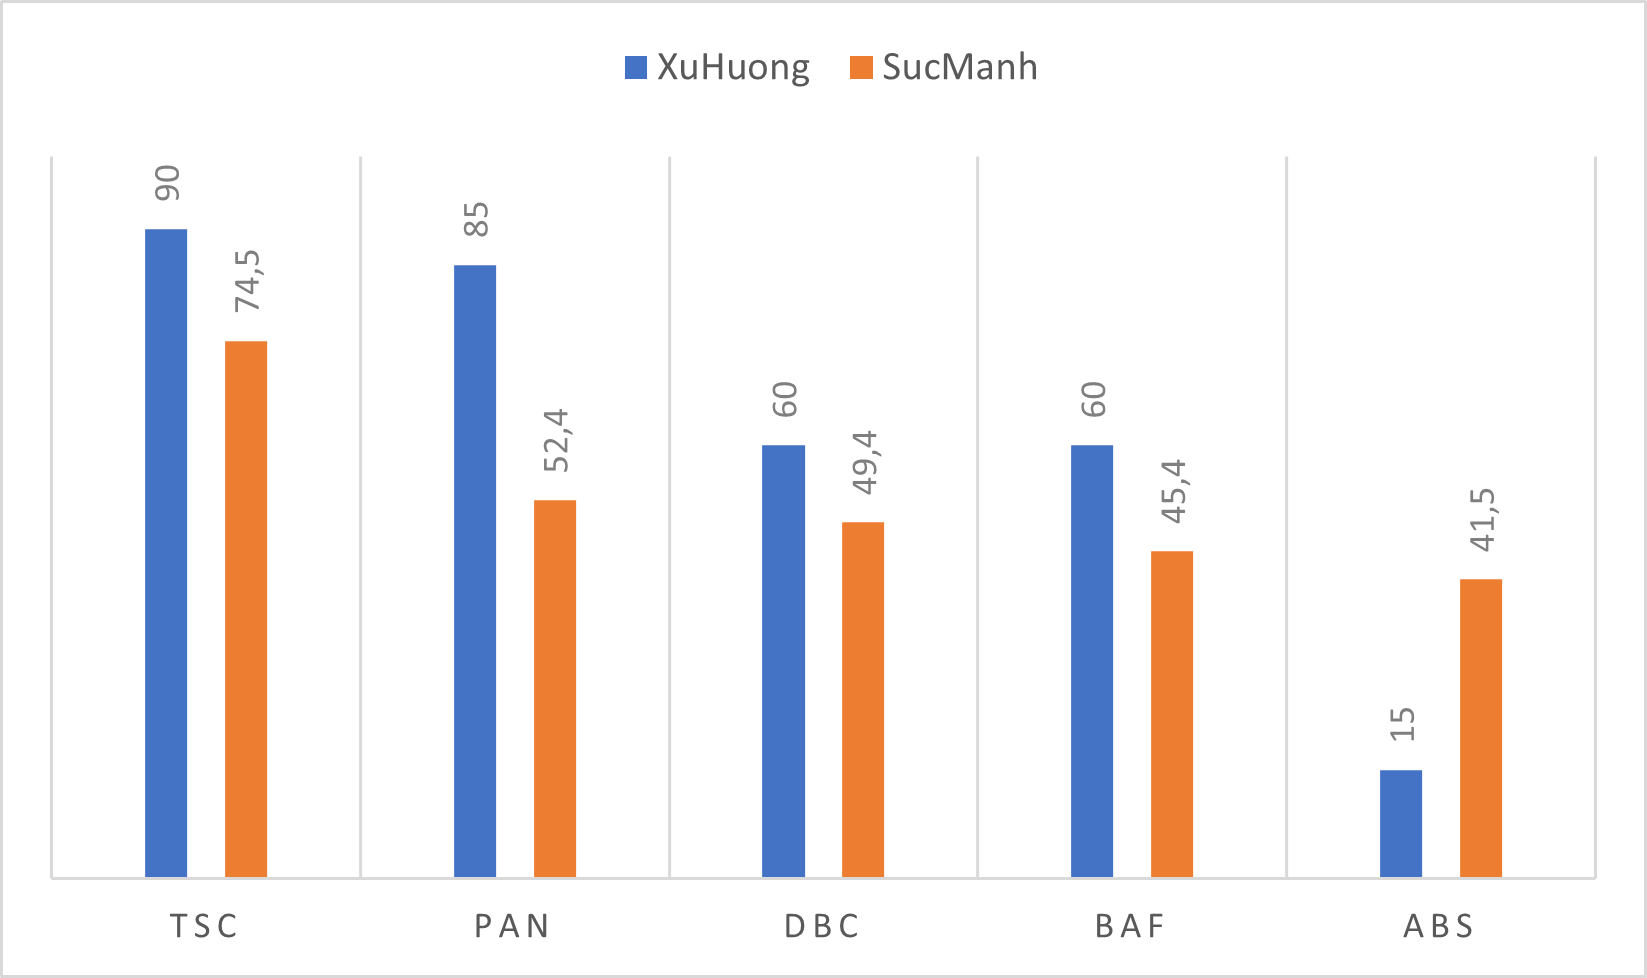 XuHuong SucManh
90 74,5 85 52,4 60 49,4 60 45,4 15 41,5
TSC PAN DBC BAF ABS